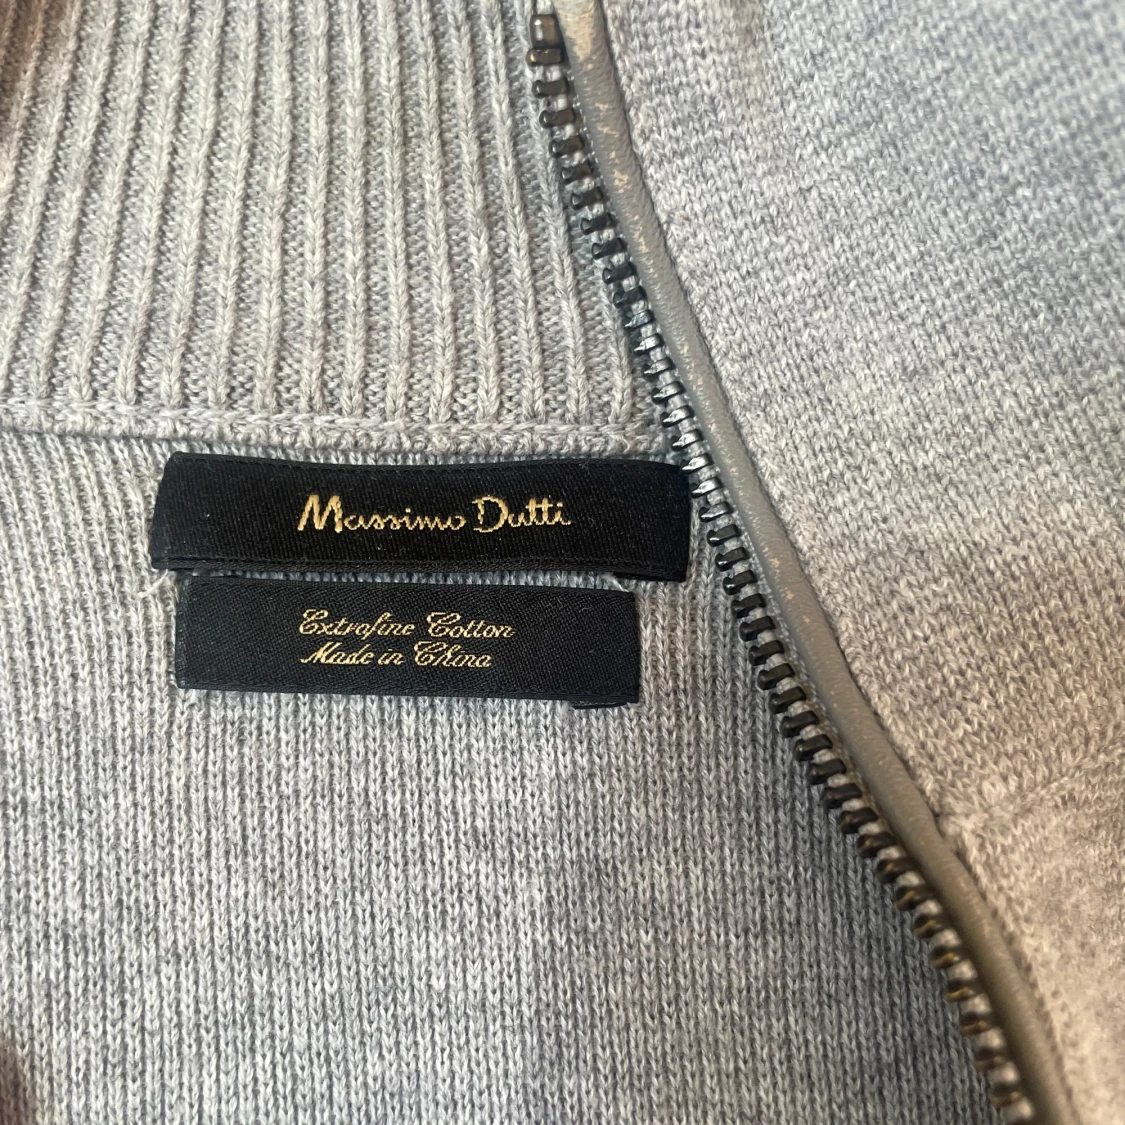 Massimo Dutti
Extrafine Cotton
Made in China